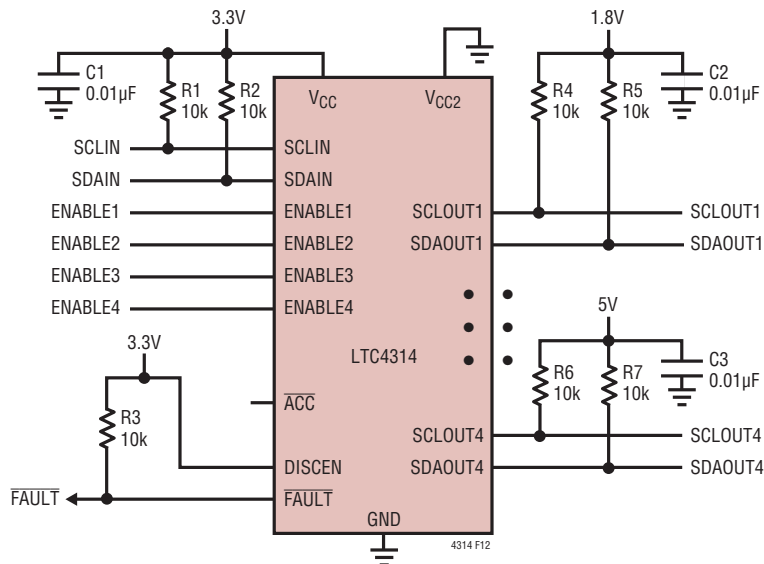 3.3V
1.8V
C1
0.01µF
R1
10k
R2
10k
VCC
VCC2
R4
10k
R5
10k
C2
0.01µF
SCLIN
SCLIN
SDAIN
SDAIN
ENABLE1
ENABLE1
SCLOUT1
SCLOUT1
ENABLE2
ENABLE2
SDAOUT1
SDAOUT1
ENABLE3
ENABLE3
ENABLE4
ENABLE4
5V
3.3V
LTC4314
R6
10k
R7
10k
C3
0.01µF
R3
10k
ACC
SCLOUT4
SCLOUT4
DISCEN
SDAOUT4
SDAOUT4
FAULT
FAULT
GND
4314 F12